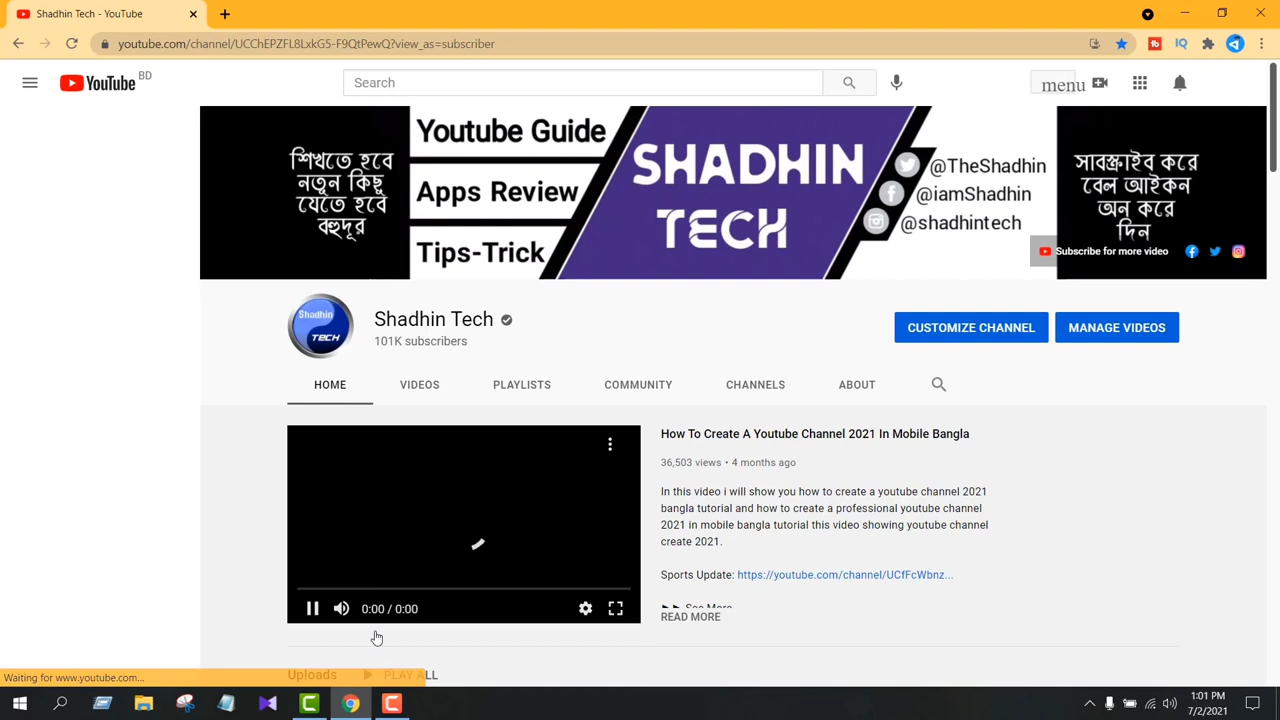 Shadhin Tech - YouTube
youtube.com/channel/UCChEPZFL8LxkG5-F9QtPewQ?view_as=subscriber
YouTube BD
Search
menu
শিখতে হবে
নতুন কিছু
যেতে হবে
বহুদূর
Youtube Guide
Apps Review
Tips-Trick
SHADHIN
TECH
@TheShadhin
@iamShadhin
@shadhintech
সাবস্ক্রাইব করে
বেল আইকন
অন করে
দিন
Subscribe for more video
Shadhin
TECH
Shadhin Tech
101K subscribers
CUSTOMIZE CHANNEL
MANAGE VIDEOS
HOME VIDEOS PLAYLISTS COMMUNITY CHANNELS ABOUT
0:00 / 0:00
How To Create A Youtube Channel 2021 In Mobile Bangla
36,503 views • 4 months ago
In this video i will show you how to create a youtube channel 2021
bangla tutorial and how to create a professional youtube channel
2021 in mobile bangla tutorial this video showing youtube channel
create 2021.
Sports Update: https://youtube.com/channel/UCfFcWbnz...
►► See More
READ MORE
Uploads ► PLAY ALL
Waiting for www.youtube.com...
1:01 PM
7/2/2021